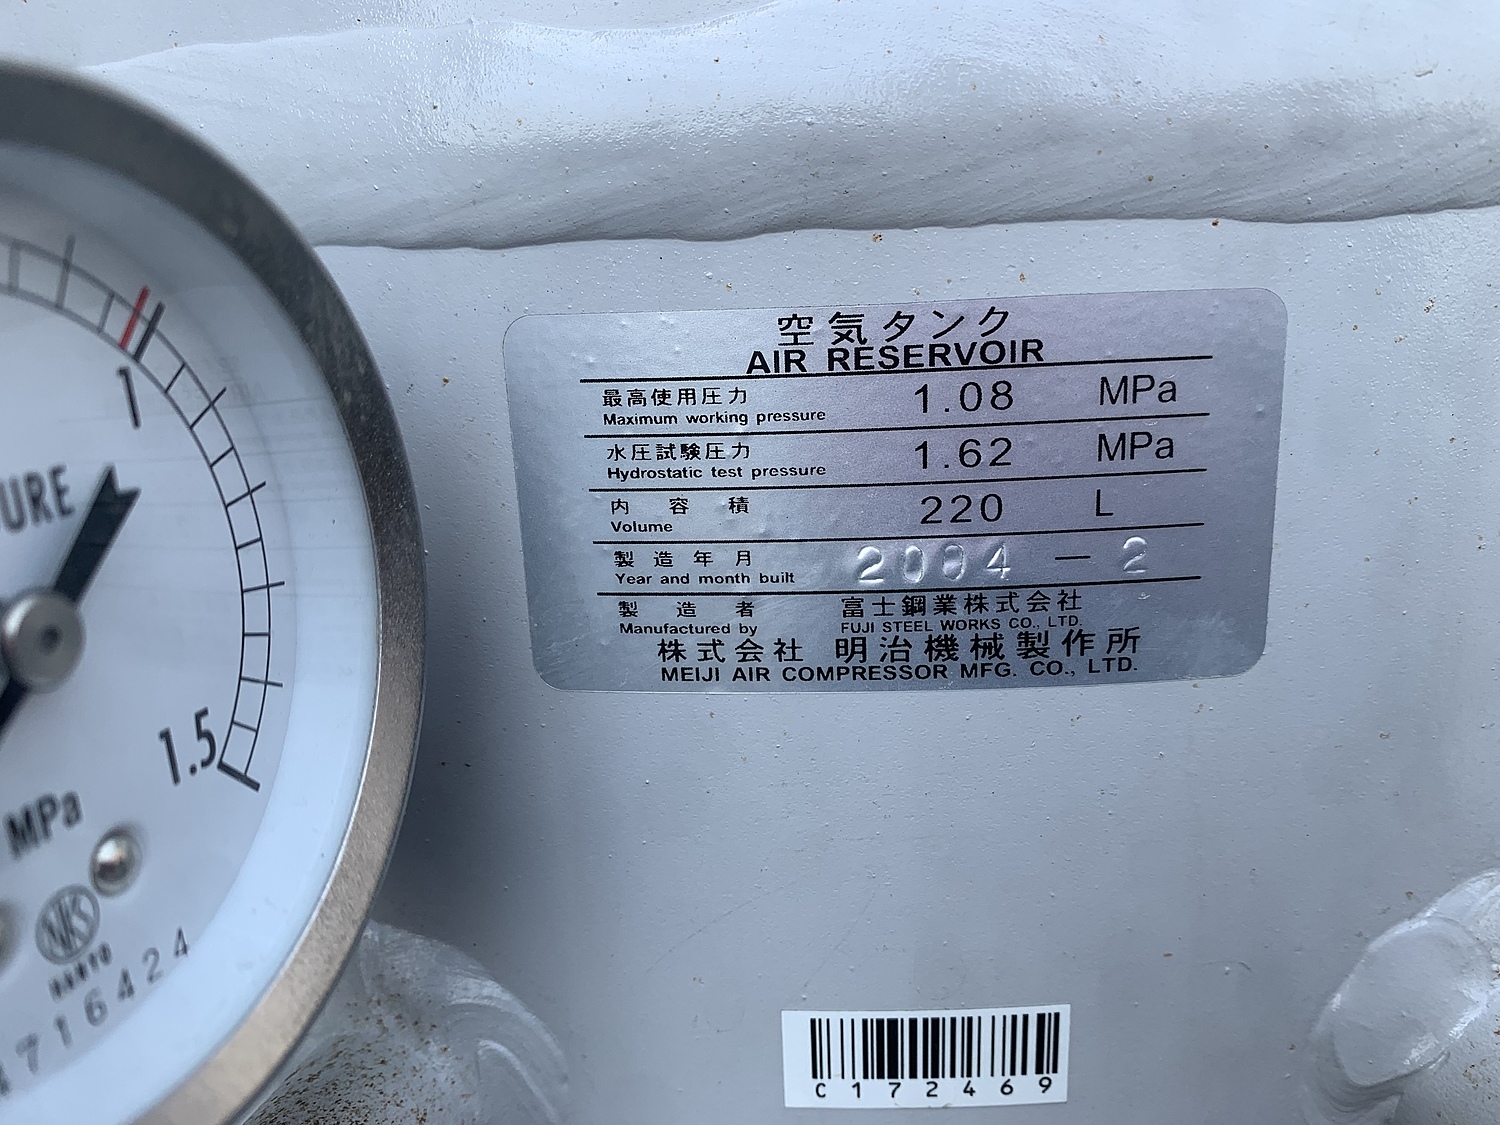 空気タンク
AIR RESERVOIR
最高使用圧力 1.08 MPa
Maximum working pressure
水圧試験圧力 1.62 MPa
Hydrostatic test pressure
内容積 220 L
Volume
製造年月 2004 — 2
Year and month built
製造者 富士鋼業株式会社
Manufactured by FUJI STEEL WORKS CO., LTD.
株式会社 明治機械製作所
MEIJI AIR COMPRESSOR MFG. CO., LTD.
1
URE
1.5
MPa
NKS
716424
C172469